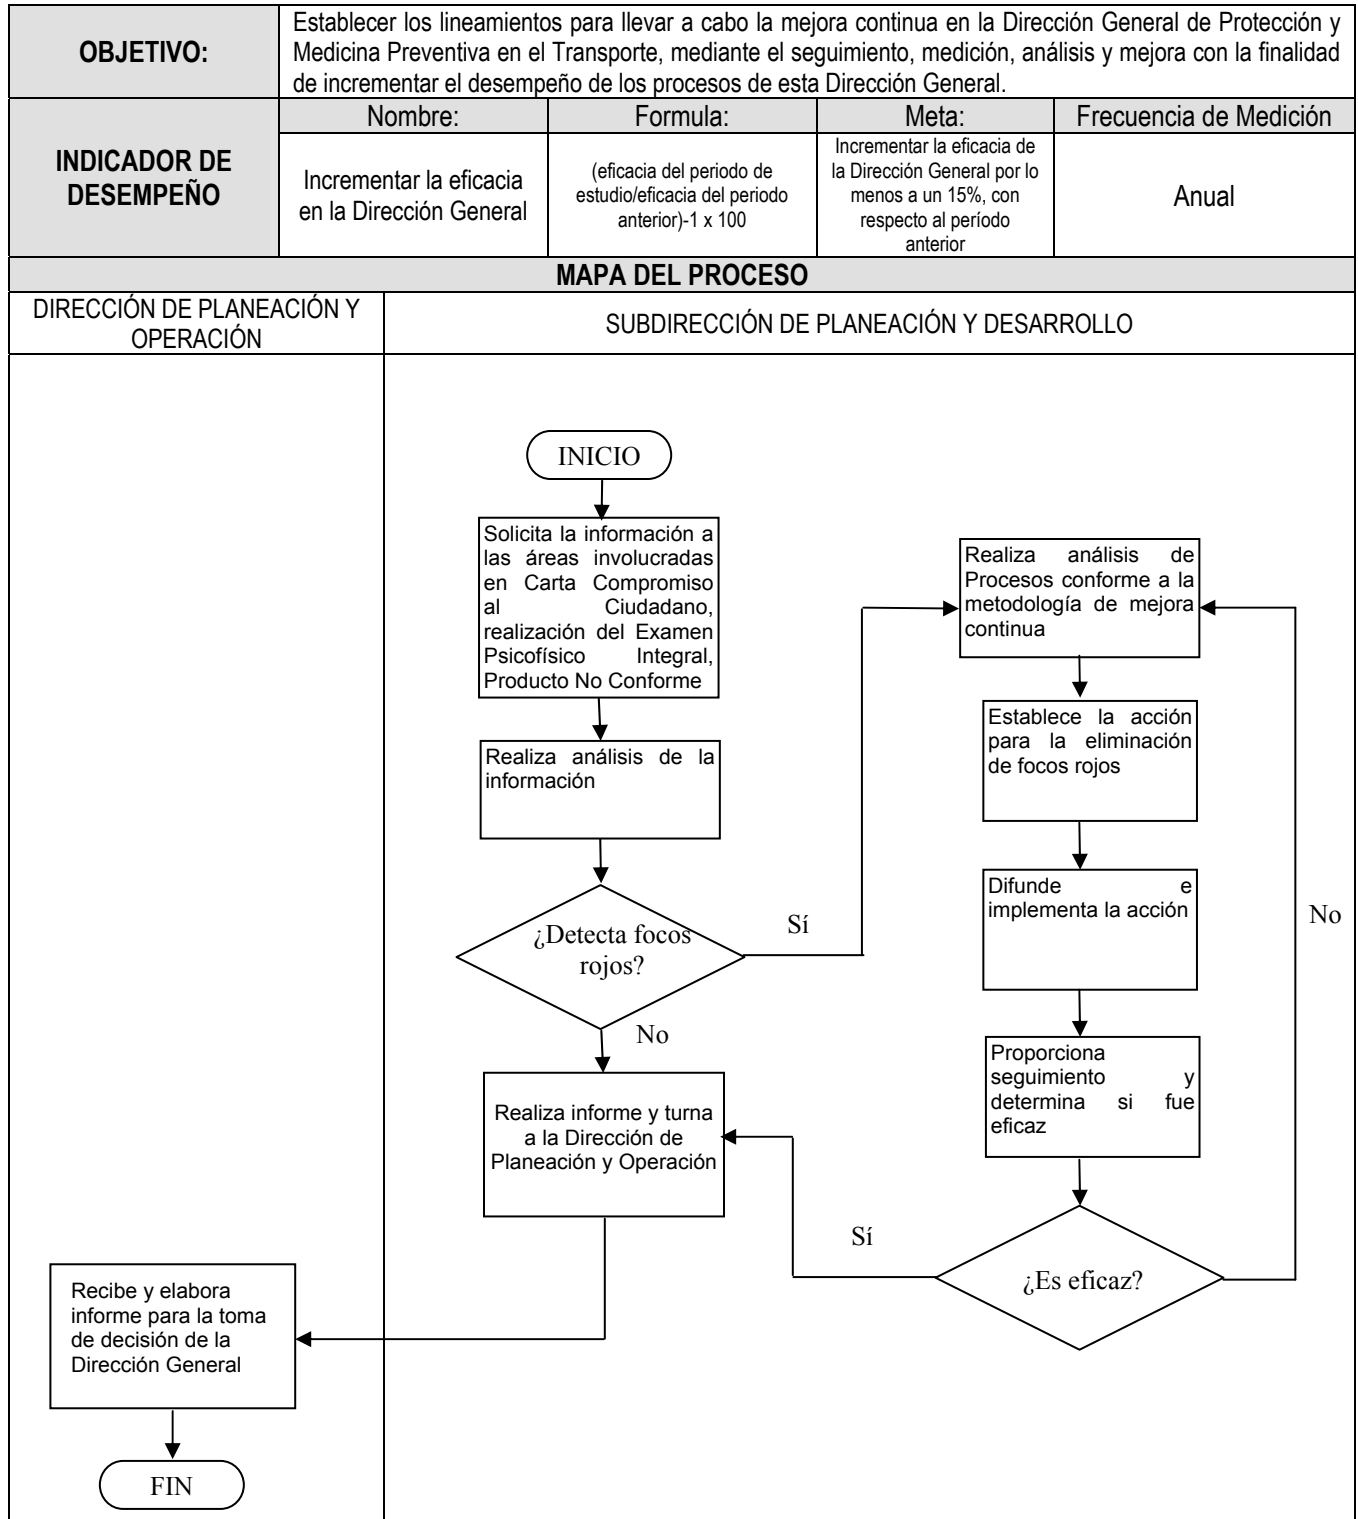 OBJETIVO:
Establecer los lineamientos para llevar a cabo la mejora continua en la Dirección General de Protección y
Medicina Preventiva en el Transporte, mediante el seguimiento, medición, análisis y mejora con la finalidad
de incrementar el desempeño de los procesos de esta Dirección General.
INDICADOR DE
DESEMPEÑO
Nombre:
Formula:
Meta:
Frecuencia de Medición
Incrementar la eficacia
en la Dirección General
(eficacia del periodo de
estudio/eficacia del periodo
anterior)-1 x 100
Incrementar la eficacia de
la Dirección General por lo
menos a un 15%, con
respecto al período
anterior
Anual
MAPA DEL PROCESO
DIRECCIÓN DE PLANEACIÓN Y
OPERACIÓN
SUBDIRECCIÓN DE PLANEACIÓN Y DESARROLLO
INICIO
Solicita la información a
las áreas involucradas
en Carta Compromiso
al Ciudadano,
realización del Examen
Psicofísico Integral,
Producto No Conforme
Realiza análisis de la
información
¿Detecta focos
rojos?
Sí
No
Realiza análisis de
Procesos conforme a la
metodología de mejora
continua
Establece la acción
para la eliminación
de focos rojos
Difunde e
implementa la acción
No
Proporciona
seguimiento y
determina si fue
eficaz
¿Es eficaz?
Sí
Realiza informe y turna
a la Dirección de
Planeación y Operación
Recibe y elabora
informe para la toma
de decisión de la
Dirección General
FIN